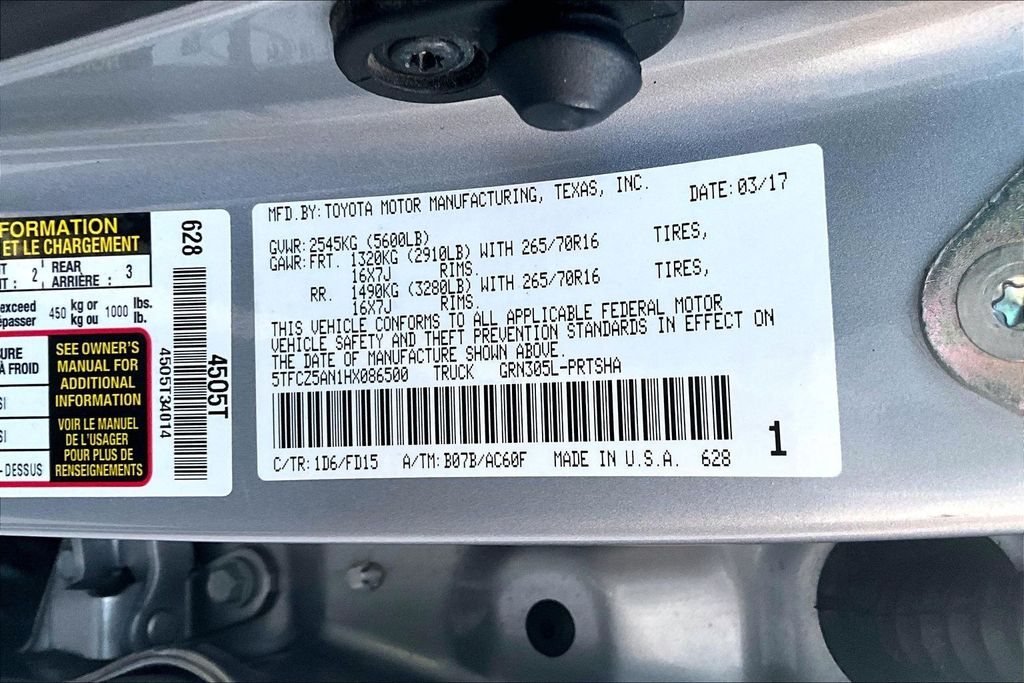 FORMATION
ET LE CHARGEMENT
2 REAR 3
ARRIÈRE :
exceed 450 kg or 1000 lbs.
kg ou lb.
À FROID
SEE OWNER'S
MANUAL FOR
ADDITIONAL
INFORMATION
VOIR LE MANUEL
DE L'USAGER
POUR PLUS DE
RENSEIGNEMENTS
- DESSUS
628
4505T34014
4505T
MFD.BY:TOYOTA MOTOR MANUFACTURING, TEXAS, INC. DATE:03/17
GVWR:2545KG (5600LB)
GAWR:FRT. 1320KG (2910LB) WITH 265/70R16 TIRES,
16X7J RIMS.
RR. 1490KG (3280LB) WITH 265/70R16 TIRES,
16X7J RIMS.
THIS VEHICLE CONFORMS TO ALL APPLICABLE FEDERAL MOTOR
VEHICLE SAFETY AND THEFT PREVENTION STANDARDS IN EFFECT ON
THE DATE OF MANUFACTURE SHOWN ABOVE.
5TFCZ5AN1HX086500 TRUCK GRN305L-PRTSHA
C/TR:1D6/FD15 A/TM:B07B/AC60F MADE IN U.S.A. 628
1